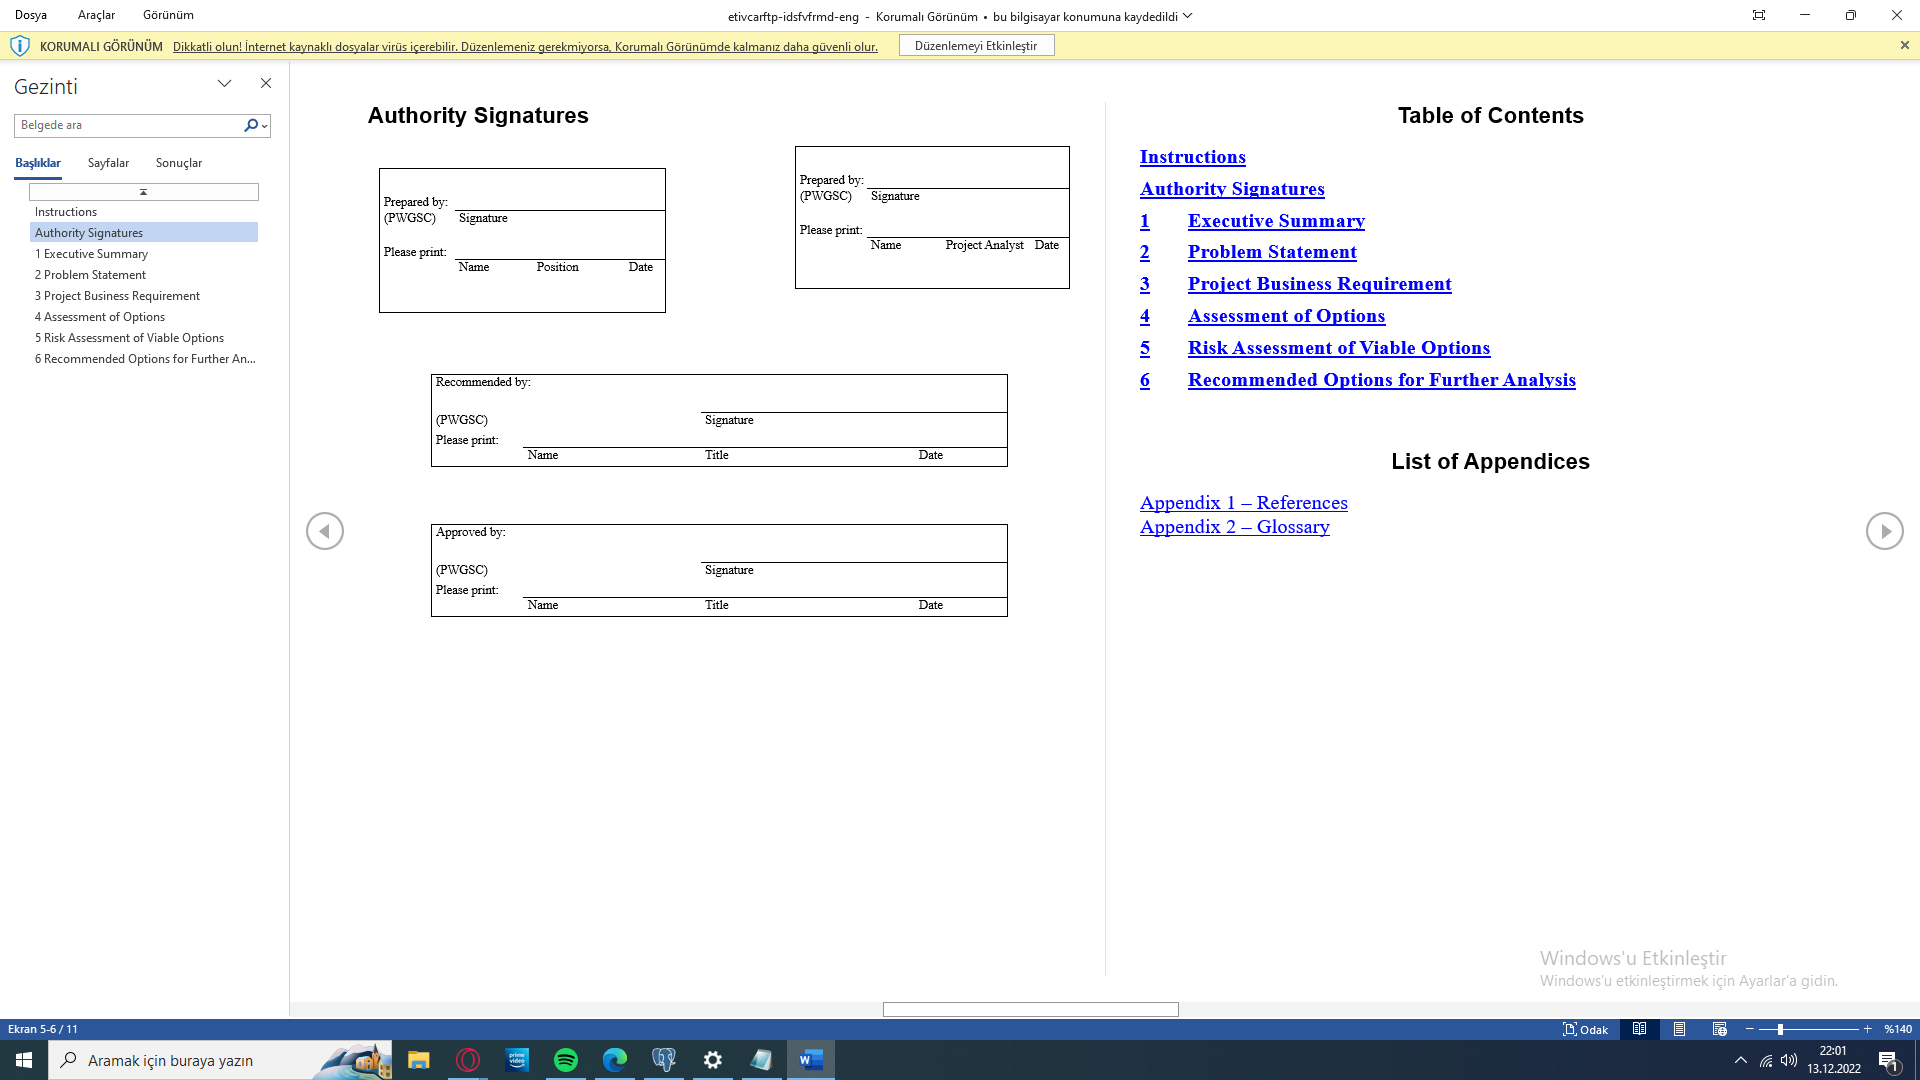 Dosya Araçlar Görünüm
etivcarftp-idsfvfrmd-eng - Korumalı Görünüm • bu bilgisayar konumuna kaydedildi
KORUMALI GÖRÜNÜM Dikkatli olun! İnternet kaynaklı dosyalar virüs içerebilir. Düzenlemeniz gerekmiyorsa, Korumalı Görünümde kalmanız daha güvenli olur. Düzenlemeyi Etkinleştir
Gezinti
Belgede ara
Başlıklar Sayfalar Sonuçlar
Instructions
Authority Signatures
1 Executive Summary
2 Problem Statement
3 Project Business Requirement
4 Assessment of Options
5 Risk Assessment of Viable Options
6 Recommended Options for Further An...
Authority Signatures
Prepared by:
(PWGSC) Signature
Please print:
Name Position Date
Prepared by:
(PWGSC) Signature
Please print:
Name Project Analyst Date
Recommended by:
(PWGSC) Signature
Please print:
Name Title Date
Approved by:
(PWGSC) Signature
Please print:
Name Title Date
Table of Contents
Instructions
Authority Signatures
1 Executive Summary
2 Problem Statement
3 Project Business Requirement
4 Assessment of Options
5 Risk Assessment of Viable Options
6 Recommended Options for Further Analysis
List of Appendices
Appendix 1 – References
Appendix 2 – Glossary
Windows'u Etkinleştir
Windows'u etkinleştirmek için Ayarlar'a gidin.
Ekran 5-6 / 11
Odak
%140
Aramak için buraya yazın
prime video
22:01
13.12.2022
1